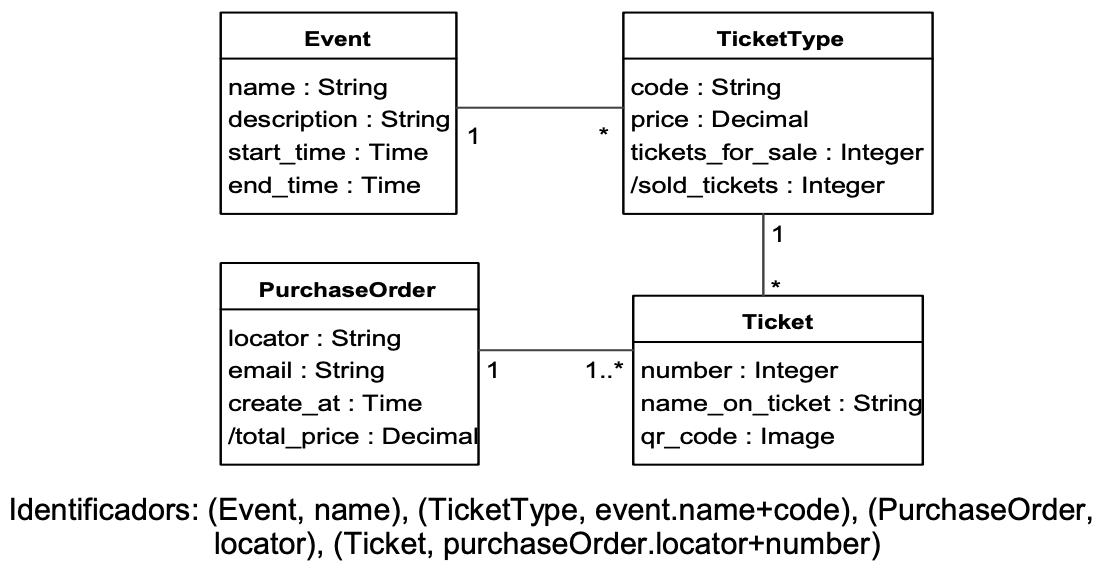 Event
name : String
description : String
start_time : Time
end_time : Time
1
*
TicketType
code : String
price : Decimal
tickets_for_sale : Integer
/sold_tickets : Integer
1
*
PurchaseOrder
locator : String
email : String
create_at : Time
/total_price : Decimal
1
1..*
Ticket
number : Integer
name_on_ticket : String
qr_code : Image
Identificadors: (Event, name), (TicketType, event.name+code), (PurchaseOrder,
locator), (Ticket, purchaseOrder.locator+number)